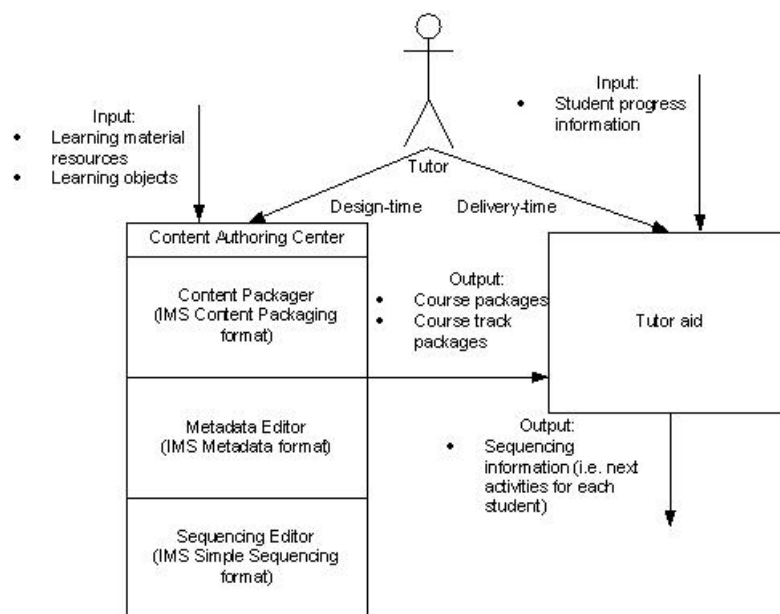 Input:
• Learning material
resources
• Learning objects
Input:
• Student progress
information
Tutor
Design-time
Delivery-time
Content Authoring Center
Content Packager
(IMS Content Packaging
format)
Output:
• Course packages
• Course track
packages
Tutor aid
Metadata Editor
(IMS Metadata format)
Output:
• Sequencing
information (i.e. next
activities for each
student)
Sequencing Editor
(IMS Simple Sequencing
format)